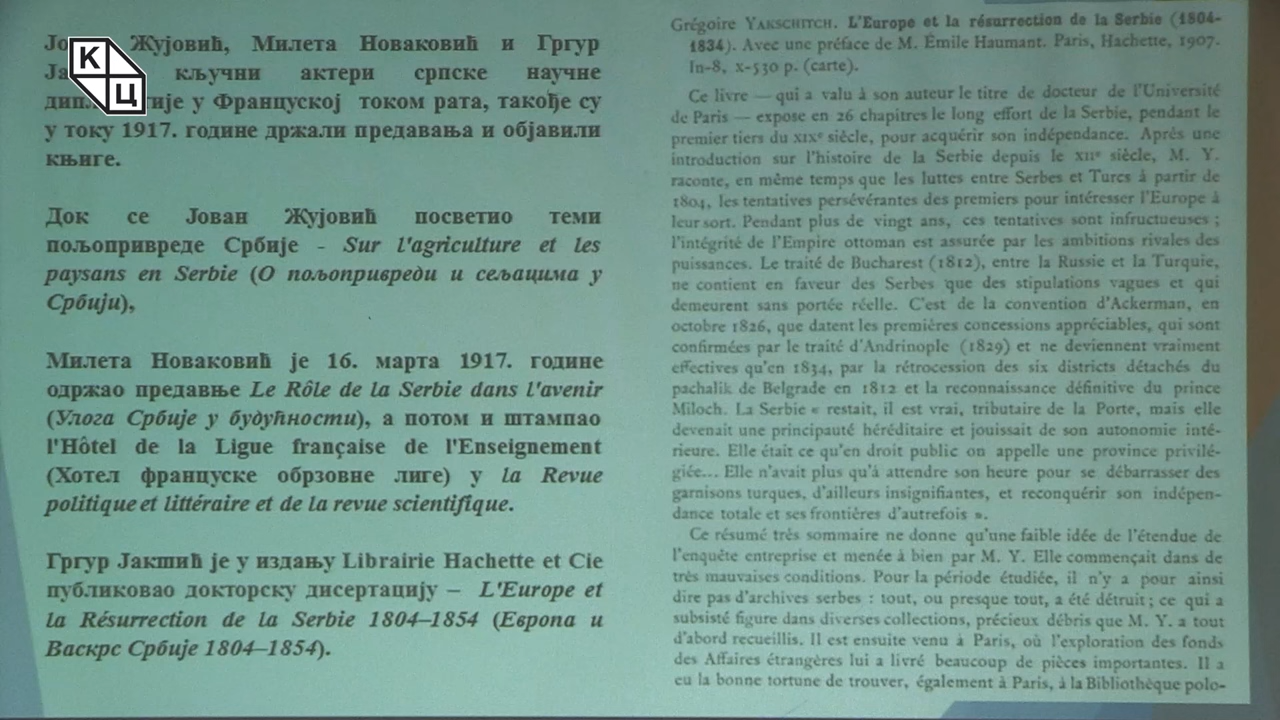 К
Ц
Jo Жујовић, Милета Новаковић и Гргур
Ja кључни актери српске научне
дип ије у Француској током рата, такође су
у току 1917. године држали предавања и објавили
књиге.
Док се Јован Жујовић посветио теми
пољопривреде Србије - Sur l'agriculture et les
paysans en Serbie (О пољопривреди и сељацима у
Србији),
Милета Новаковић је 16. марта 1917. године
одржао предавње Le Rôle de la Serbie dans l'avenir
(Улога Србије у будућности), а потом и штампао
l'Hôtel de la Ligue française de l'Enseignement
(Хотел француске обрзовне лиге) у la Revue
politique et littéraire et de la revue scientifique.
Гргур Јакшић је у издању Librairie Hachette et Cie
публиковао докторску дисертацију – L'Europe et
la Résurrection de la Serbie 1804–1854 (Европа и
Васкрс Србије 1804–1854).
Grégoire YAKSCHITCH. L'Europe et la résurrection de la Serbie (1804-
1834). Avec une préface de M. Émile Haumant. Paris, Hachette, 1907.
In-8, x-530 p. (carte).
Ce livre — qui a valu à son auteur le titre de docteur de l'Université
de Paris — expose en 26 chapitres le long effort de la Serbie, pendant le
premier tiers du XIXe siècle, pour acquérir son indépendance. Après une
introduction sur l'histoire de la Serbie depuis le XIIe siècle, M. Y.
raconte, en même temps que les luttes entre Serbes et Turcs à partir de
1804, les tentatives persévérantes des premiers pour intéresser l'Europe à
leur sort. Pendant plus de vingt ans, ces tentatives sont infructueuses ;
l'intégrité de l'Empire ottoman est assurée par les ambitions rivales des
puissances. Le traité de Bucharest (1812), entre la Russie et la Turquie,
ne contient en faveur des Serbes que des stipulations vagues et qui
demeurent sans portée réelle. C'est de la convention d'Ackerman, en
octobre 1826, que datent les premières concessions appréciables, qui sont
confirmées par le traité d'Andrinople (1829) et ne deviennent vraiment
effectives qu'en 1834, par la rétrocession des six districts détachés du
pachalik de Belgrade en 1812 et la reconnaissance définitive du prince
Miloch. La Serbie « restait, il est vrai, tributaire de la Porte, mais elle
devenait une principauté héréditaire et jouissait de son autonomie inté-
rieure. Elle était ce qu'en droit public on appelle une province privilé-
giée... Elle n'avait plus qu'à attendre son heure pour se débarrasser des
garnisons turques, d'ailleurs insignifiantes, et reconquérir son indépen-
dance totale et ses frontières d'autrefois ».
Ce résumé très sommaire ne donne qu'une faible idée de l'étendue de
l'enquête entreprise et menée à bien par M. Y. Elle commençait dans de
très mauvaises conditions. Pour la période étudiée, il n'y a pour ainsi
dire pas d'archives serbes : tout, ou presque tout, a été détruit ; ce qui a
subsisté figure dans diverses collections, précieux débris que M. Y. a tout
d'abord recueillis. Il est ensuite venu à Paris, où l'exploration des fonds
des Affaires étrangères lui a livré beaucoup de pièces importantes. Il a
eu la bonne tortune de trouver, également à Paris, à la Bibliothèque polo-